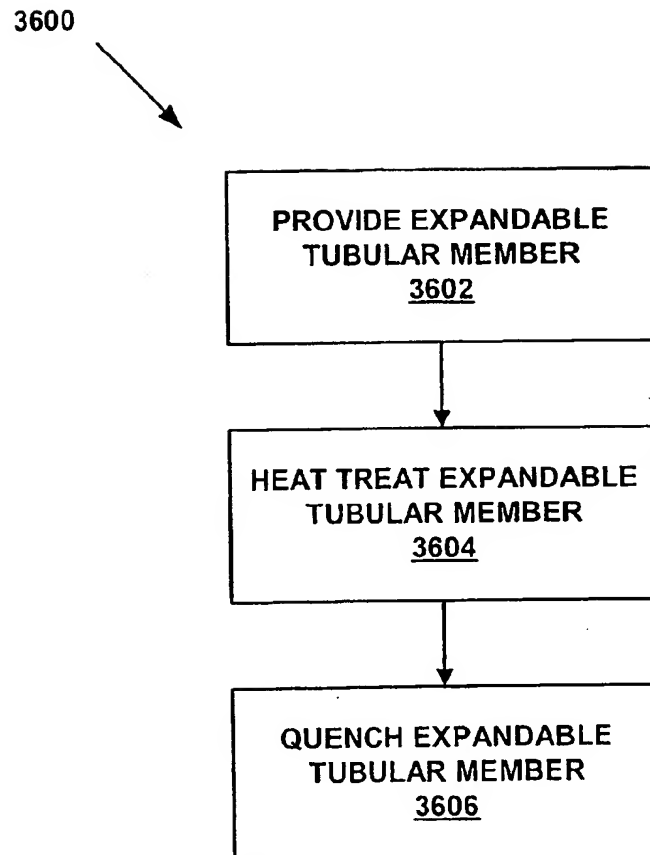 3600
PROVIDE EXPANDABLE
TUBULAR MEMBER
3602
HEAT TREAT EXPANDABLE
TUBULAR MEMBER
3604
QUENCH EXPANDABLE
TUBULAR MEMBER
3606